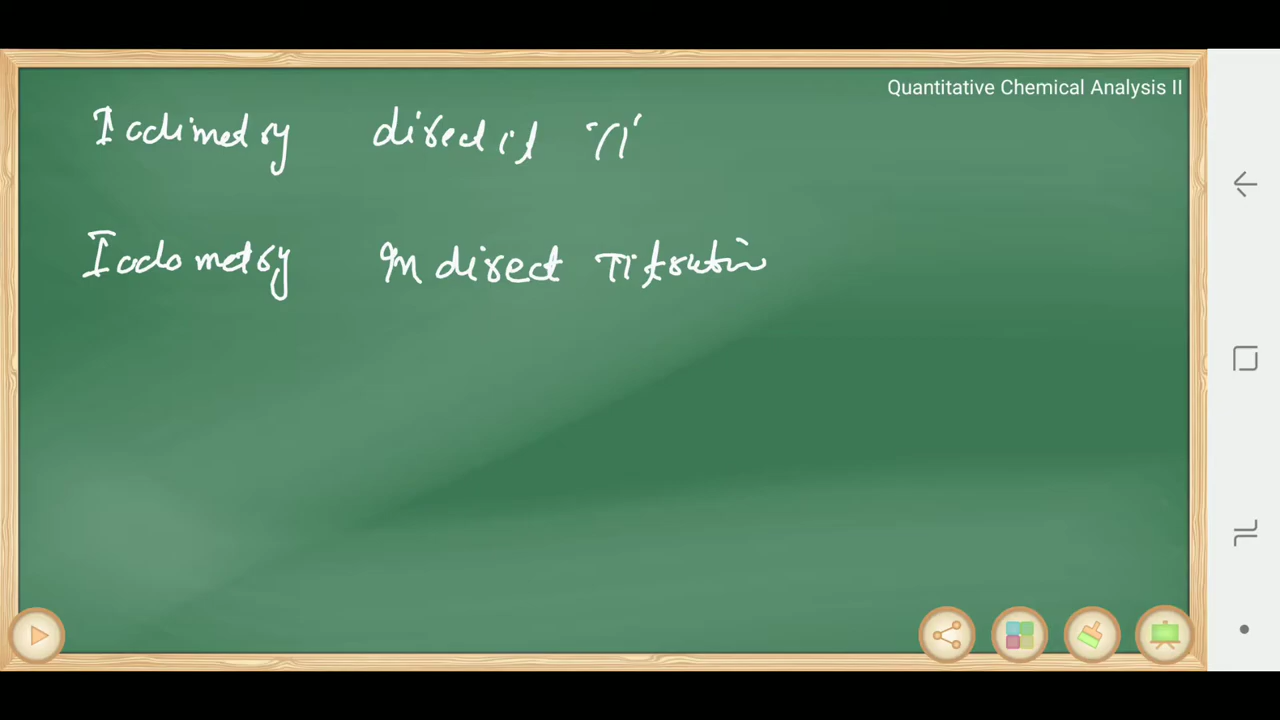 Quantitative Chemical Analysis II
Iodimetry direct
Iodometry Indirect Titration